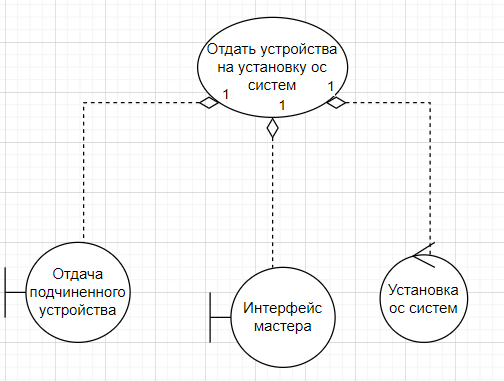 Отдать устройства
на установку ос
систем
1
1
1
Отдача
подчиненного
устройства
Интерфейс
мастера
Установка
ос систем